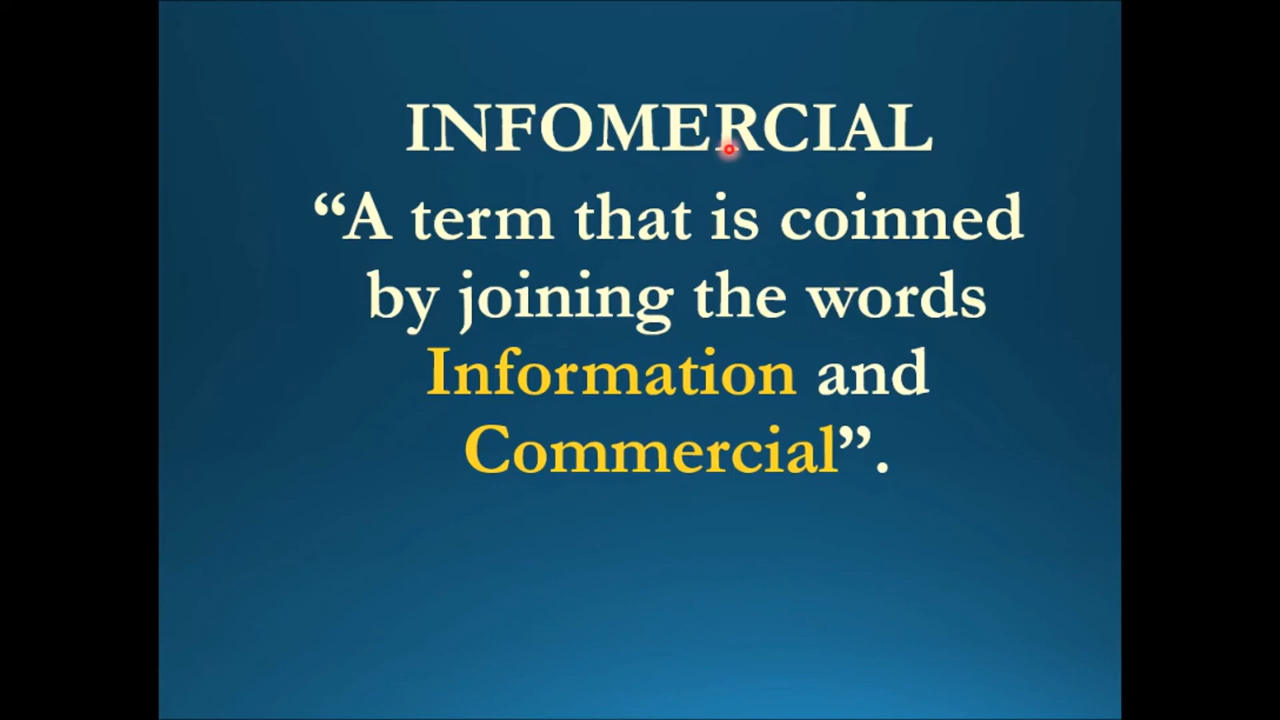 INFOMERCIAL
“A term that is coinned
by joining the words
Information and
Commercial”.